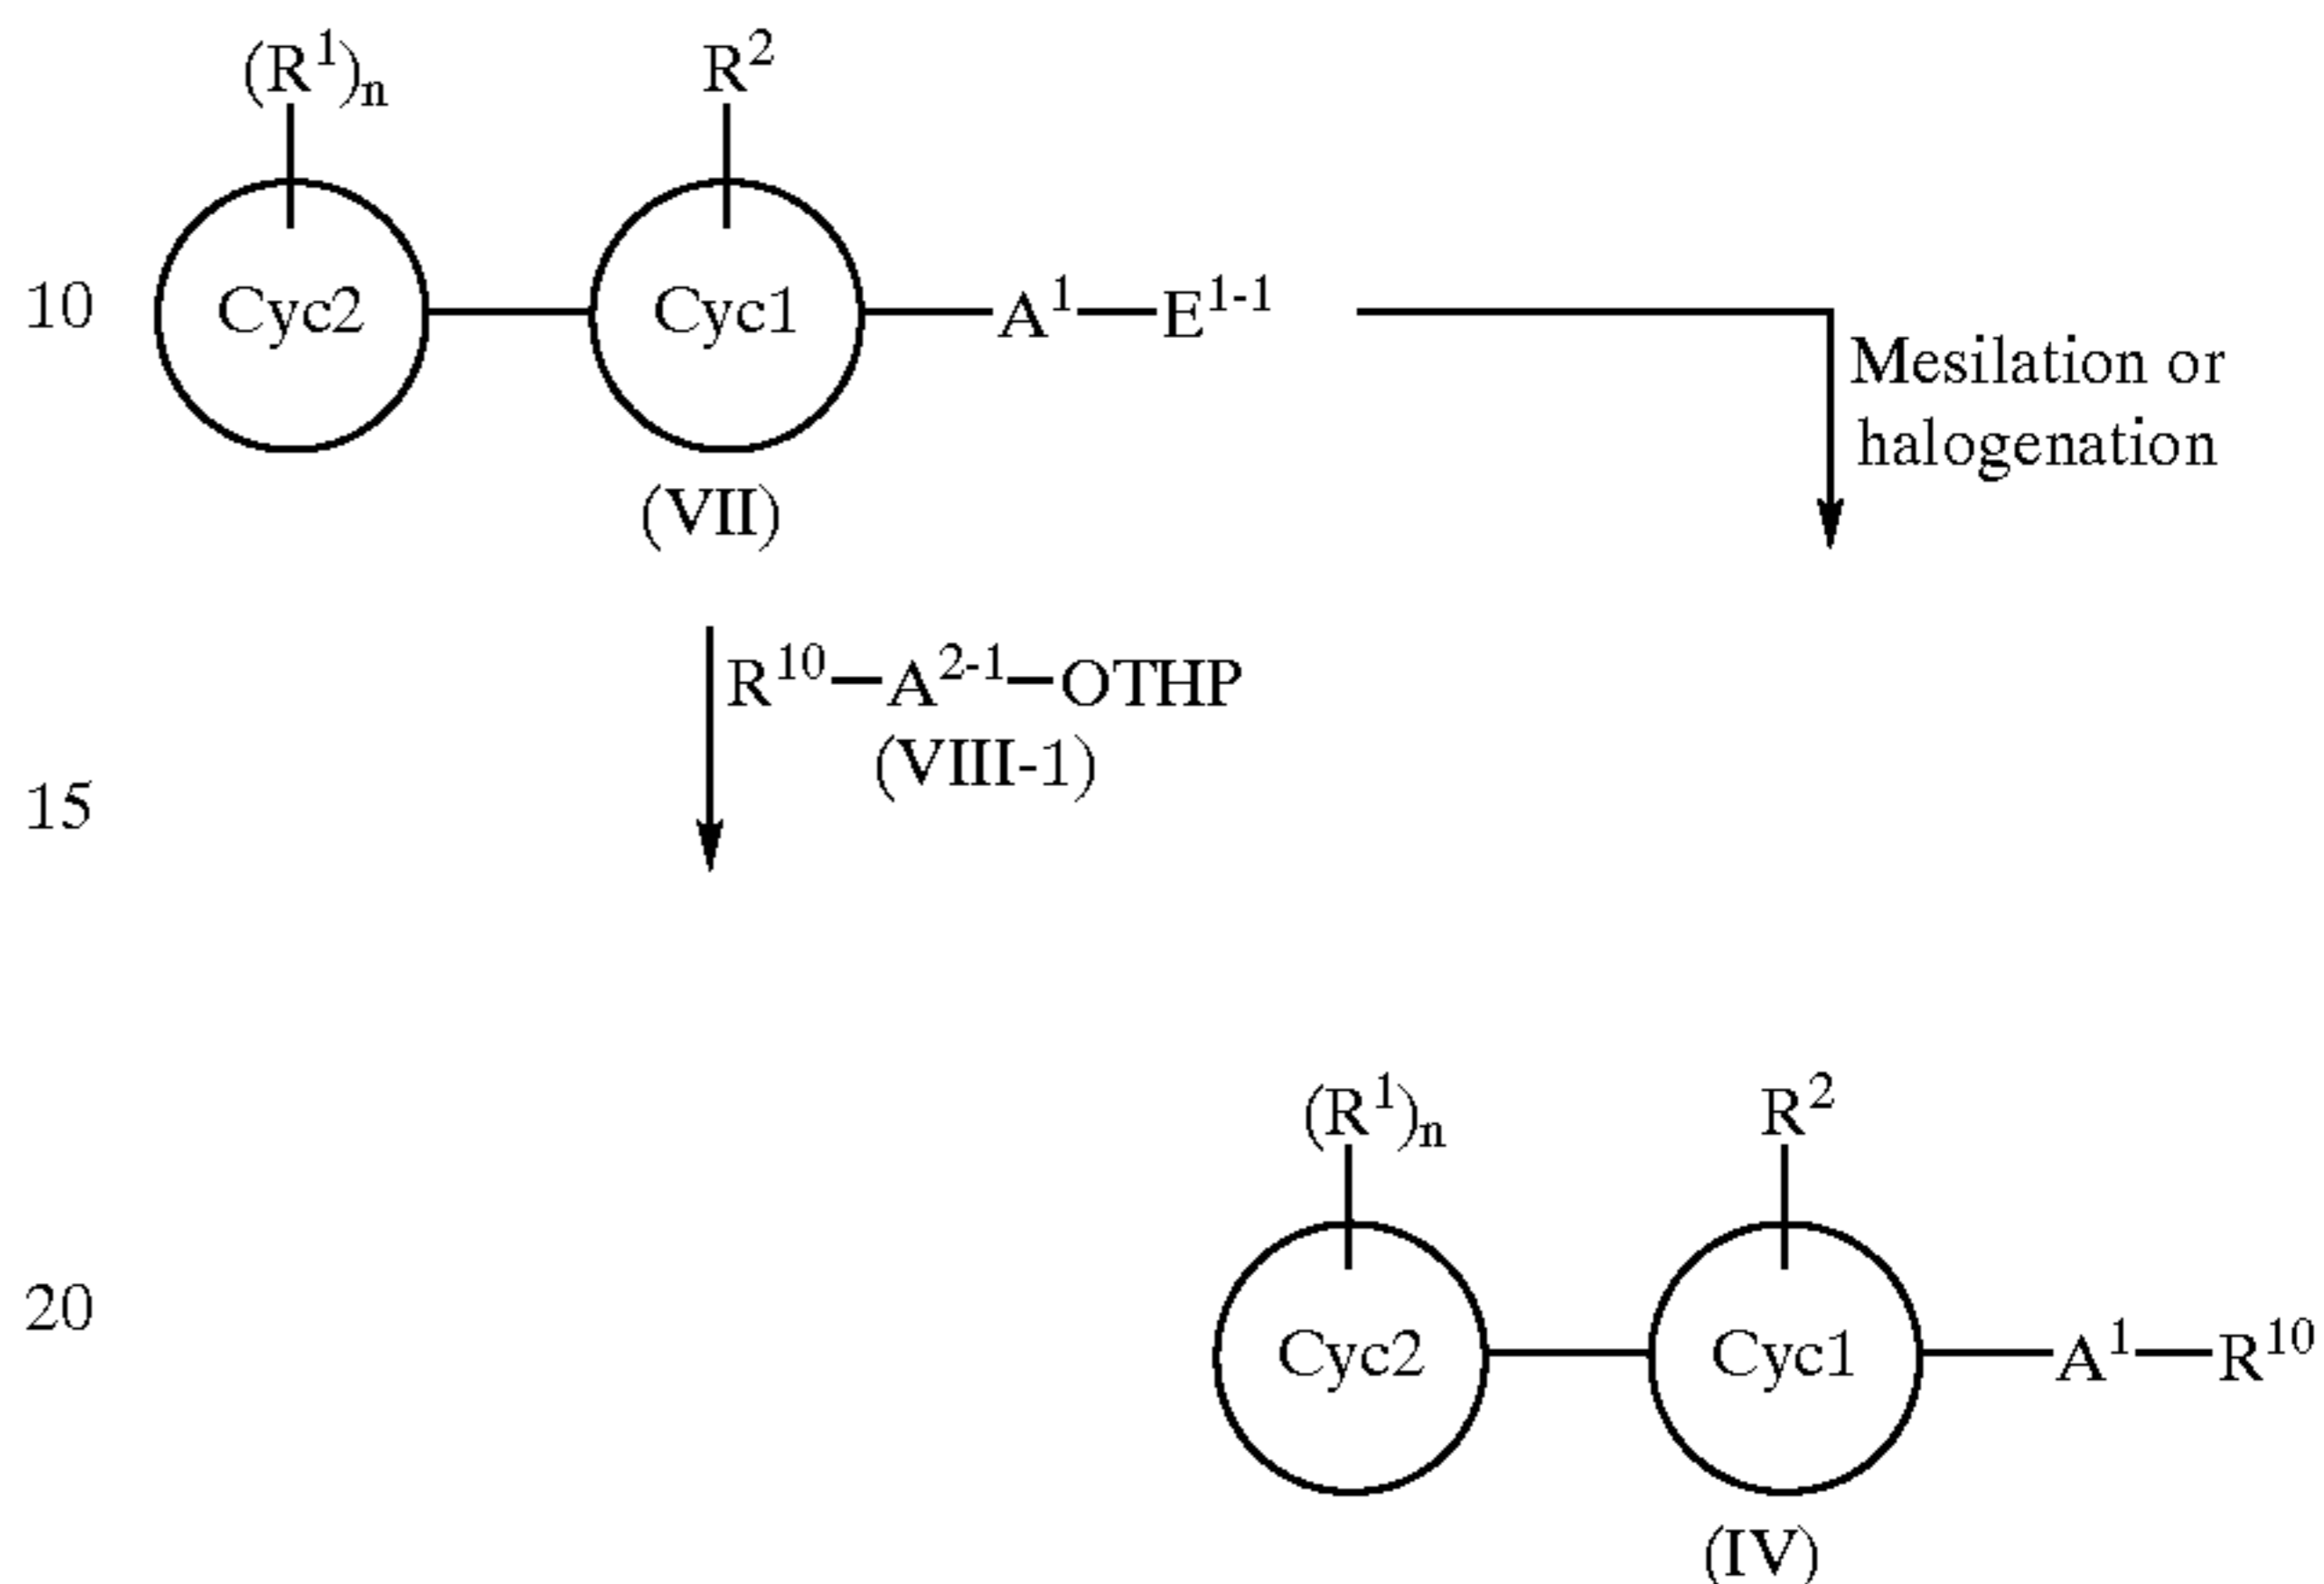 (R¹)ₙ R²
10 Cyc2 Cyc1 A¹ E¹⁻¹
Mesilation or
halogenation
(VII)
R¹⁰—A²⁻¹—OTHP
(VIII-1)
15
(R¹)ₙ R²
20 Cyc2 Cyc1 A¹ R¹⁰
(IV)